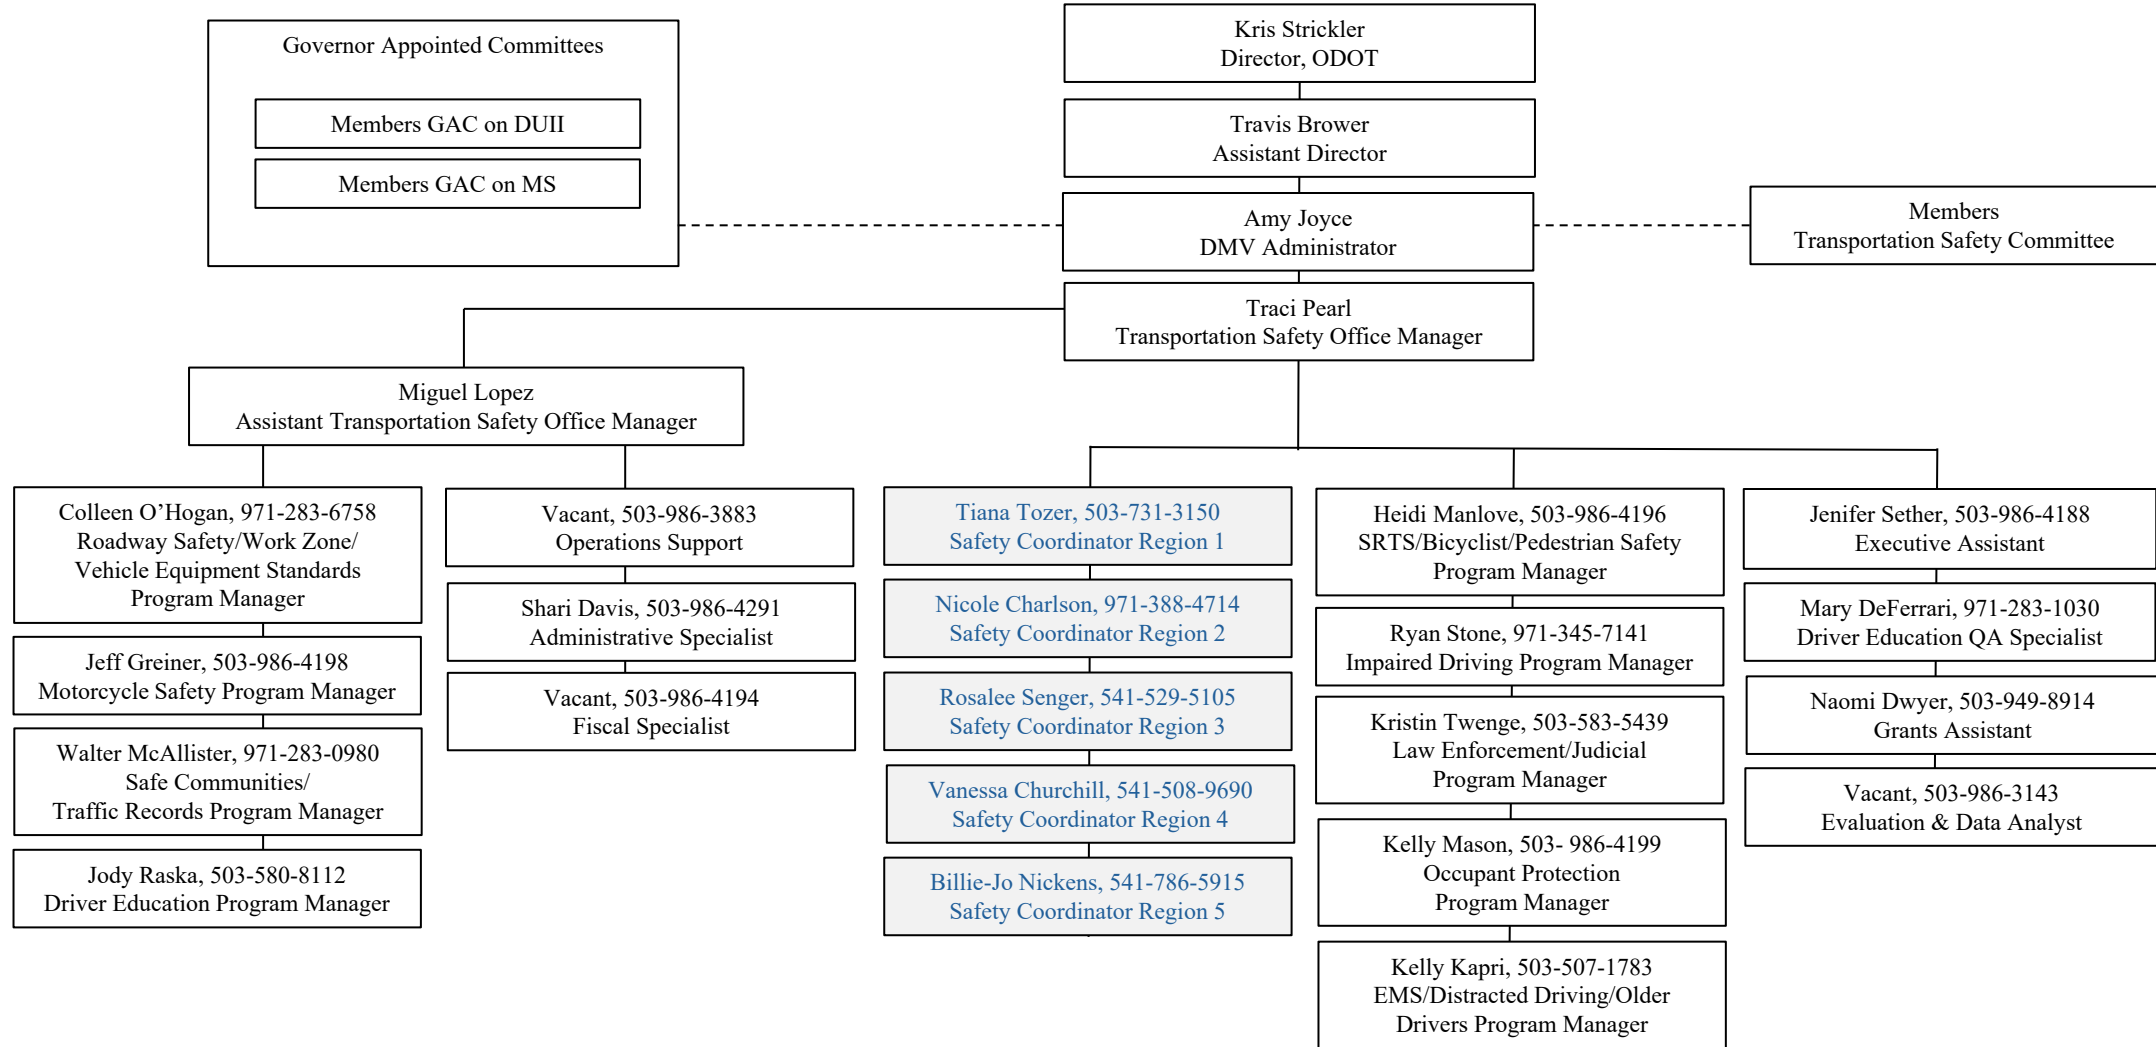 Governor Appointed Committees
Members GAC on DUII
Members GAC on MS
Kris Strickler
Director, ODOT
Travis Brower
Assistant Director
Amy Joyce
DMV Administrator
Members
Transportation Safety Committee
Traci Pearl
Transportation Safety Office Manager
Miguel Lopez
Assistant Transportation Safety Office Manager
Colleen O’Hogan, 971-283-6758
Roadway Safety/Work Zone/
Vehicle Equipment Standards
Program Manager
Jeff Greiner, 503-986-4198
Motorcycle Safety Program Manager
Walter McAllister, 971-283-0980
Safe Communities/
Traffic Records Program Manager
Jody Raska, 503-580-8112
Driver Education Program Manager
Vacant, 503-986-3883
Operations Support
Shari Davis, 503-986-4291
Administrative Specialist
Vacant, 503-986-4194
Fiscal Specialist
Tiana Tozer, 503-731-3150
Safety Coordinator Region 1
Nicole Charlson, 971-388-4714
Safety Coordinator Region 2
Rosalee Senger, 541-529-5105
Safety Coordinator Region 3
Vanessa Churchill, 541-508-9690
Safety Coordinator Region 4
Billie-Jo Nickens, 541-786-5915
Safety Coordinator Region 5
Heidi Manlove, 503-986-4196
SRTS/Bicyclist/Pedestrian Safety
Program Manager
Ryan Stone, 971-345-7141
Impaired Driving Program Manager
Kristin Twenge, 503-583-5439
Law Enforcement/Judicial
Program Manager
Kelly Mason, 503- 986-4199
Occupant Protection
Program Manager
Kelly Kapri, 503-507-1783
EMS/Distracted Driving/Older
Drivers Program Manager
Jenifer Sether, 503-986-4188
Executive Assistant
Mary DeFerrari, 971-283-1030
Driver Education QA Specialist
Naomi Dwyer, 503-949-8914
Grants Assistant
Vacant, 503-986-3143
Evaluation & Data Analyst